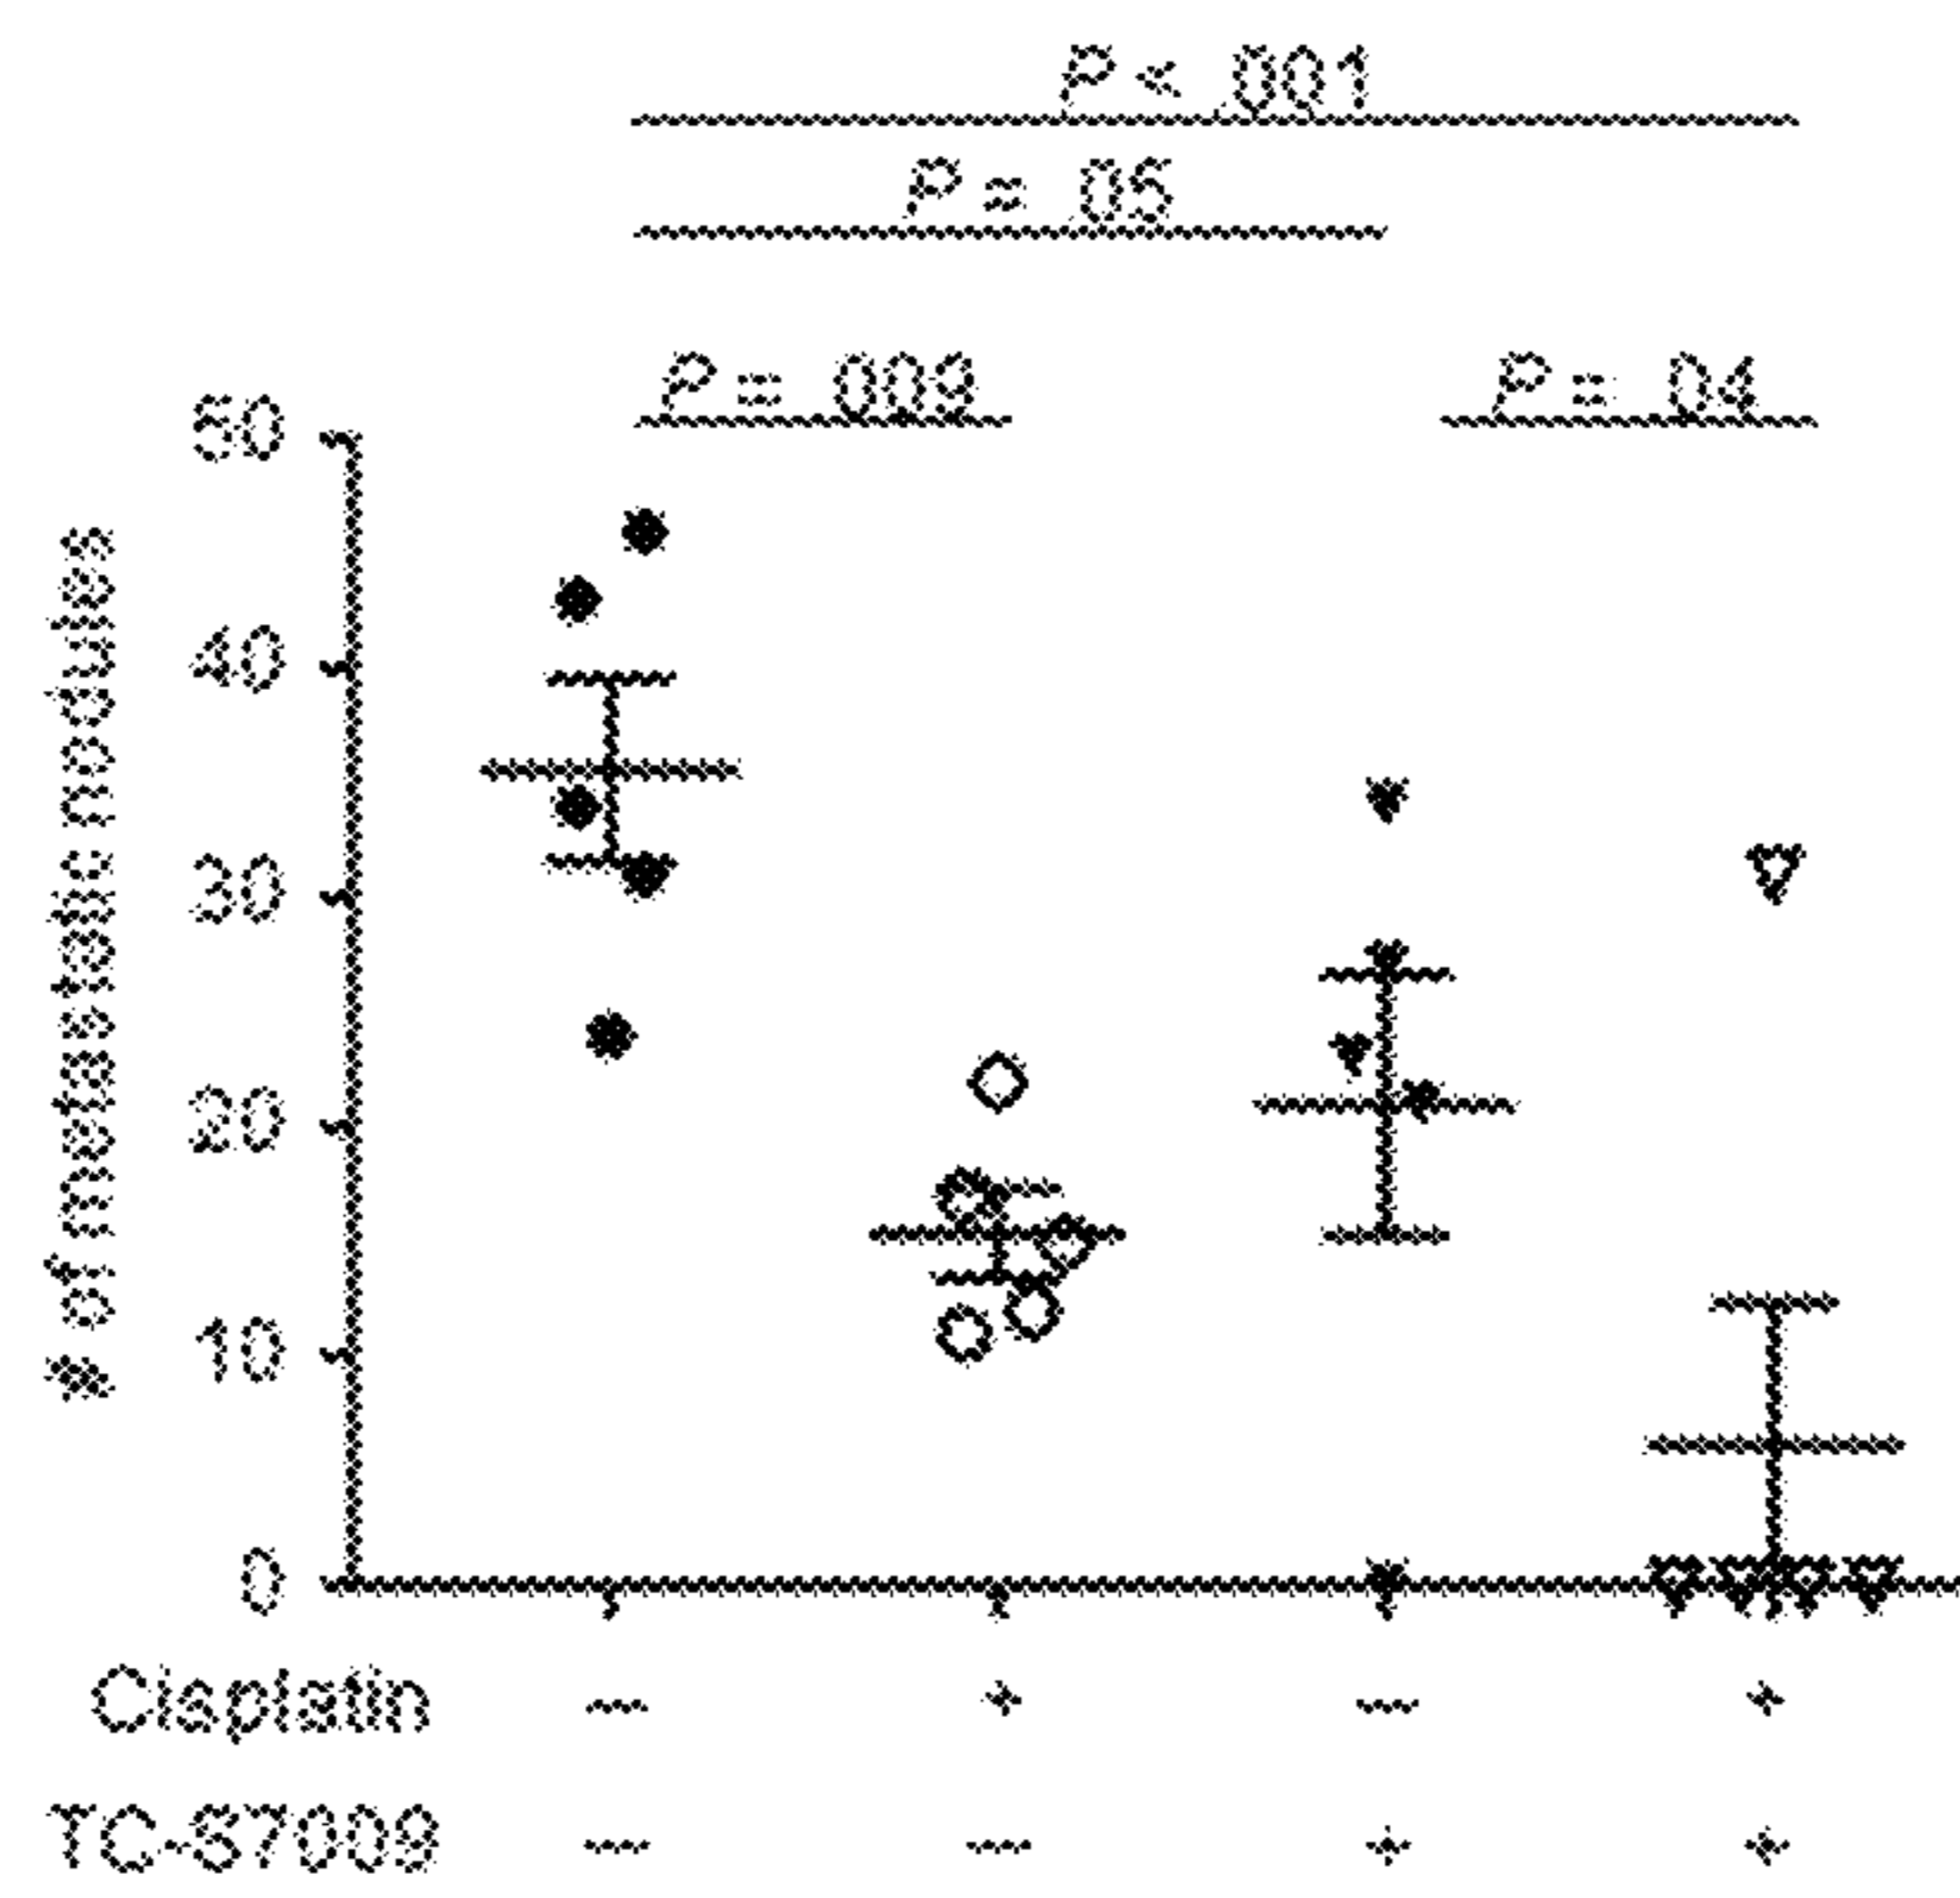 P < .001
P = .05
P = .009
P = .04
# of metastatic nodules
50
40
30
20
10
0
Cisplatin − + − +
TC-S7009 − − + +